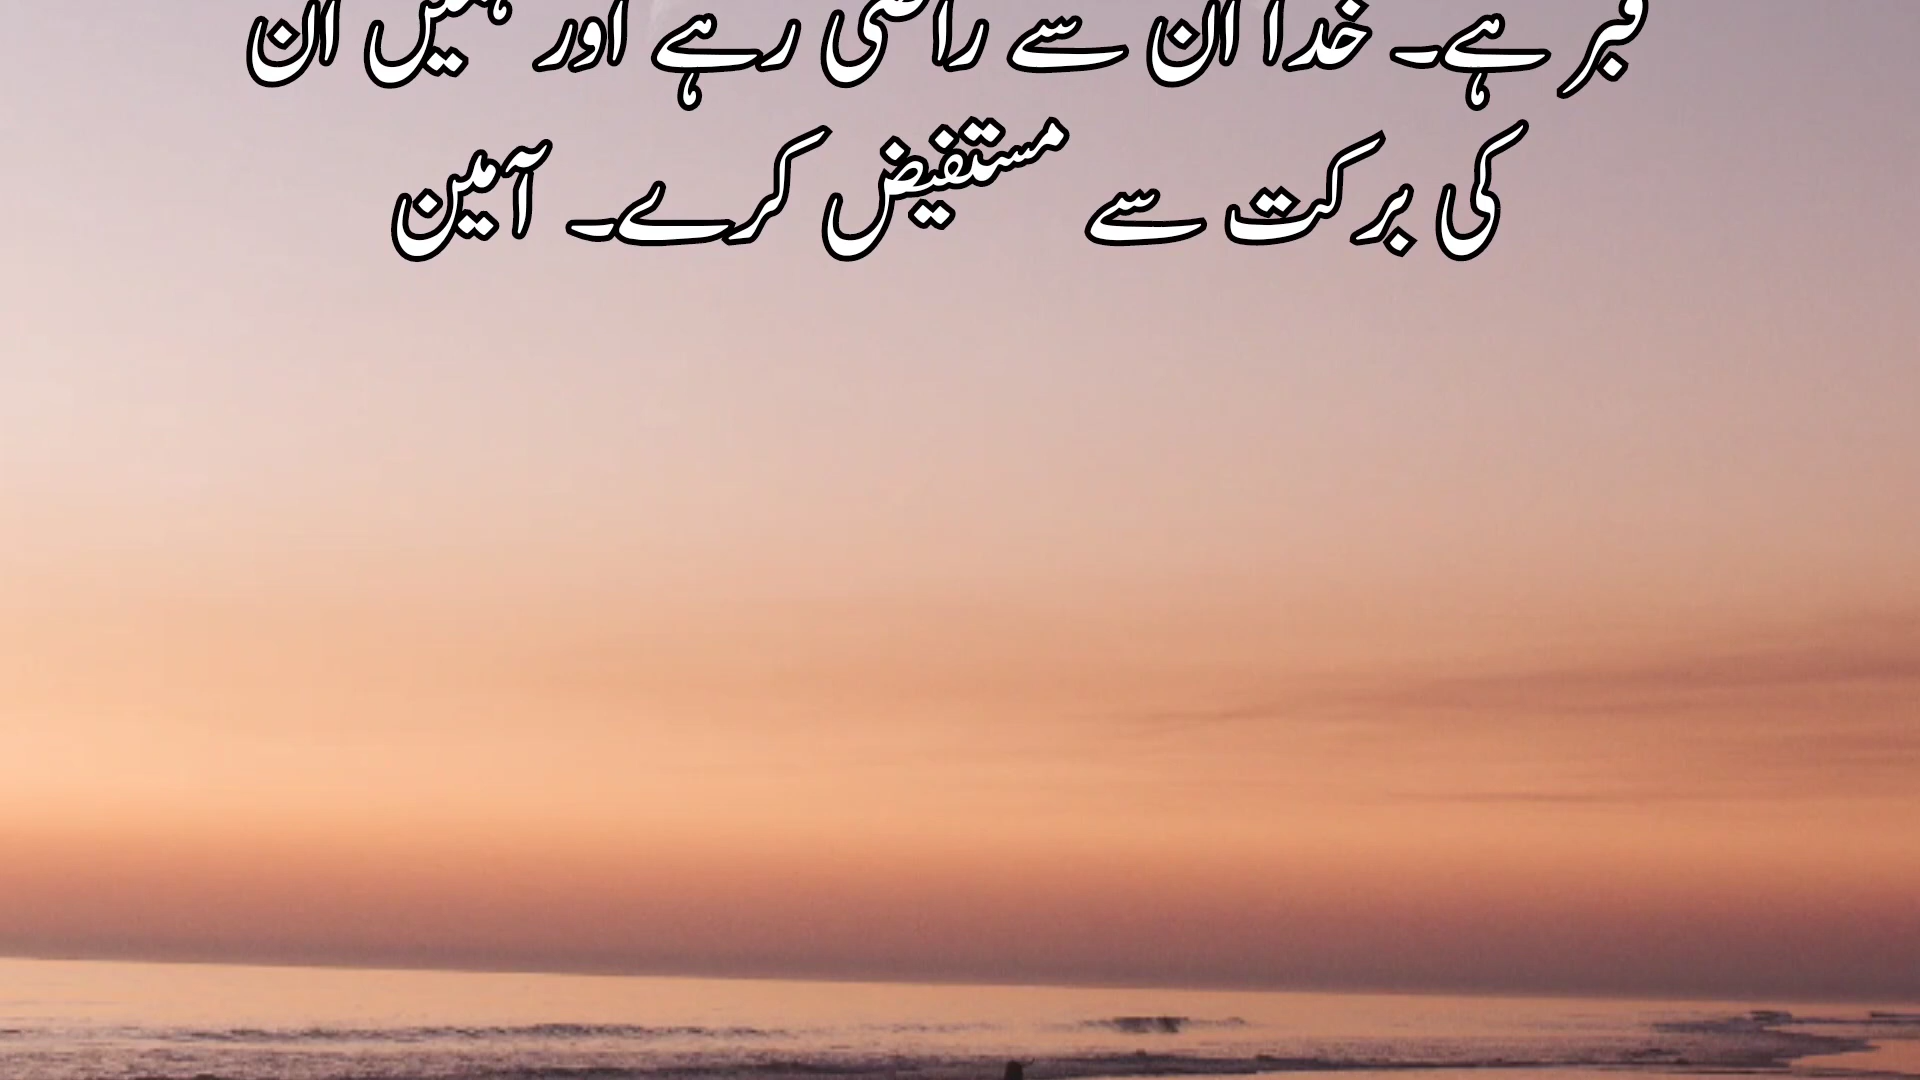 قبر ہے۔ خدا ان سے راضی رہے اور ہمیں ان
کی برکت سے مستفیض کرے۔ آمین